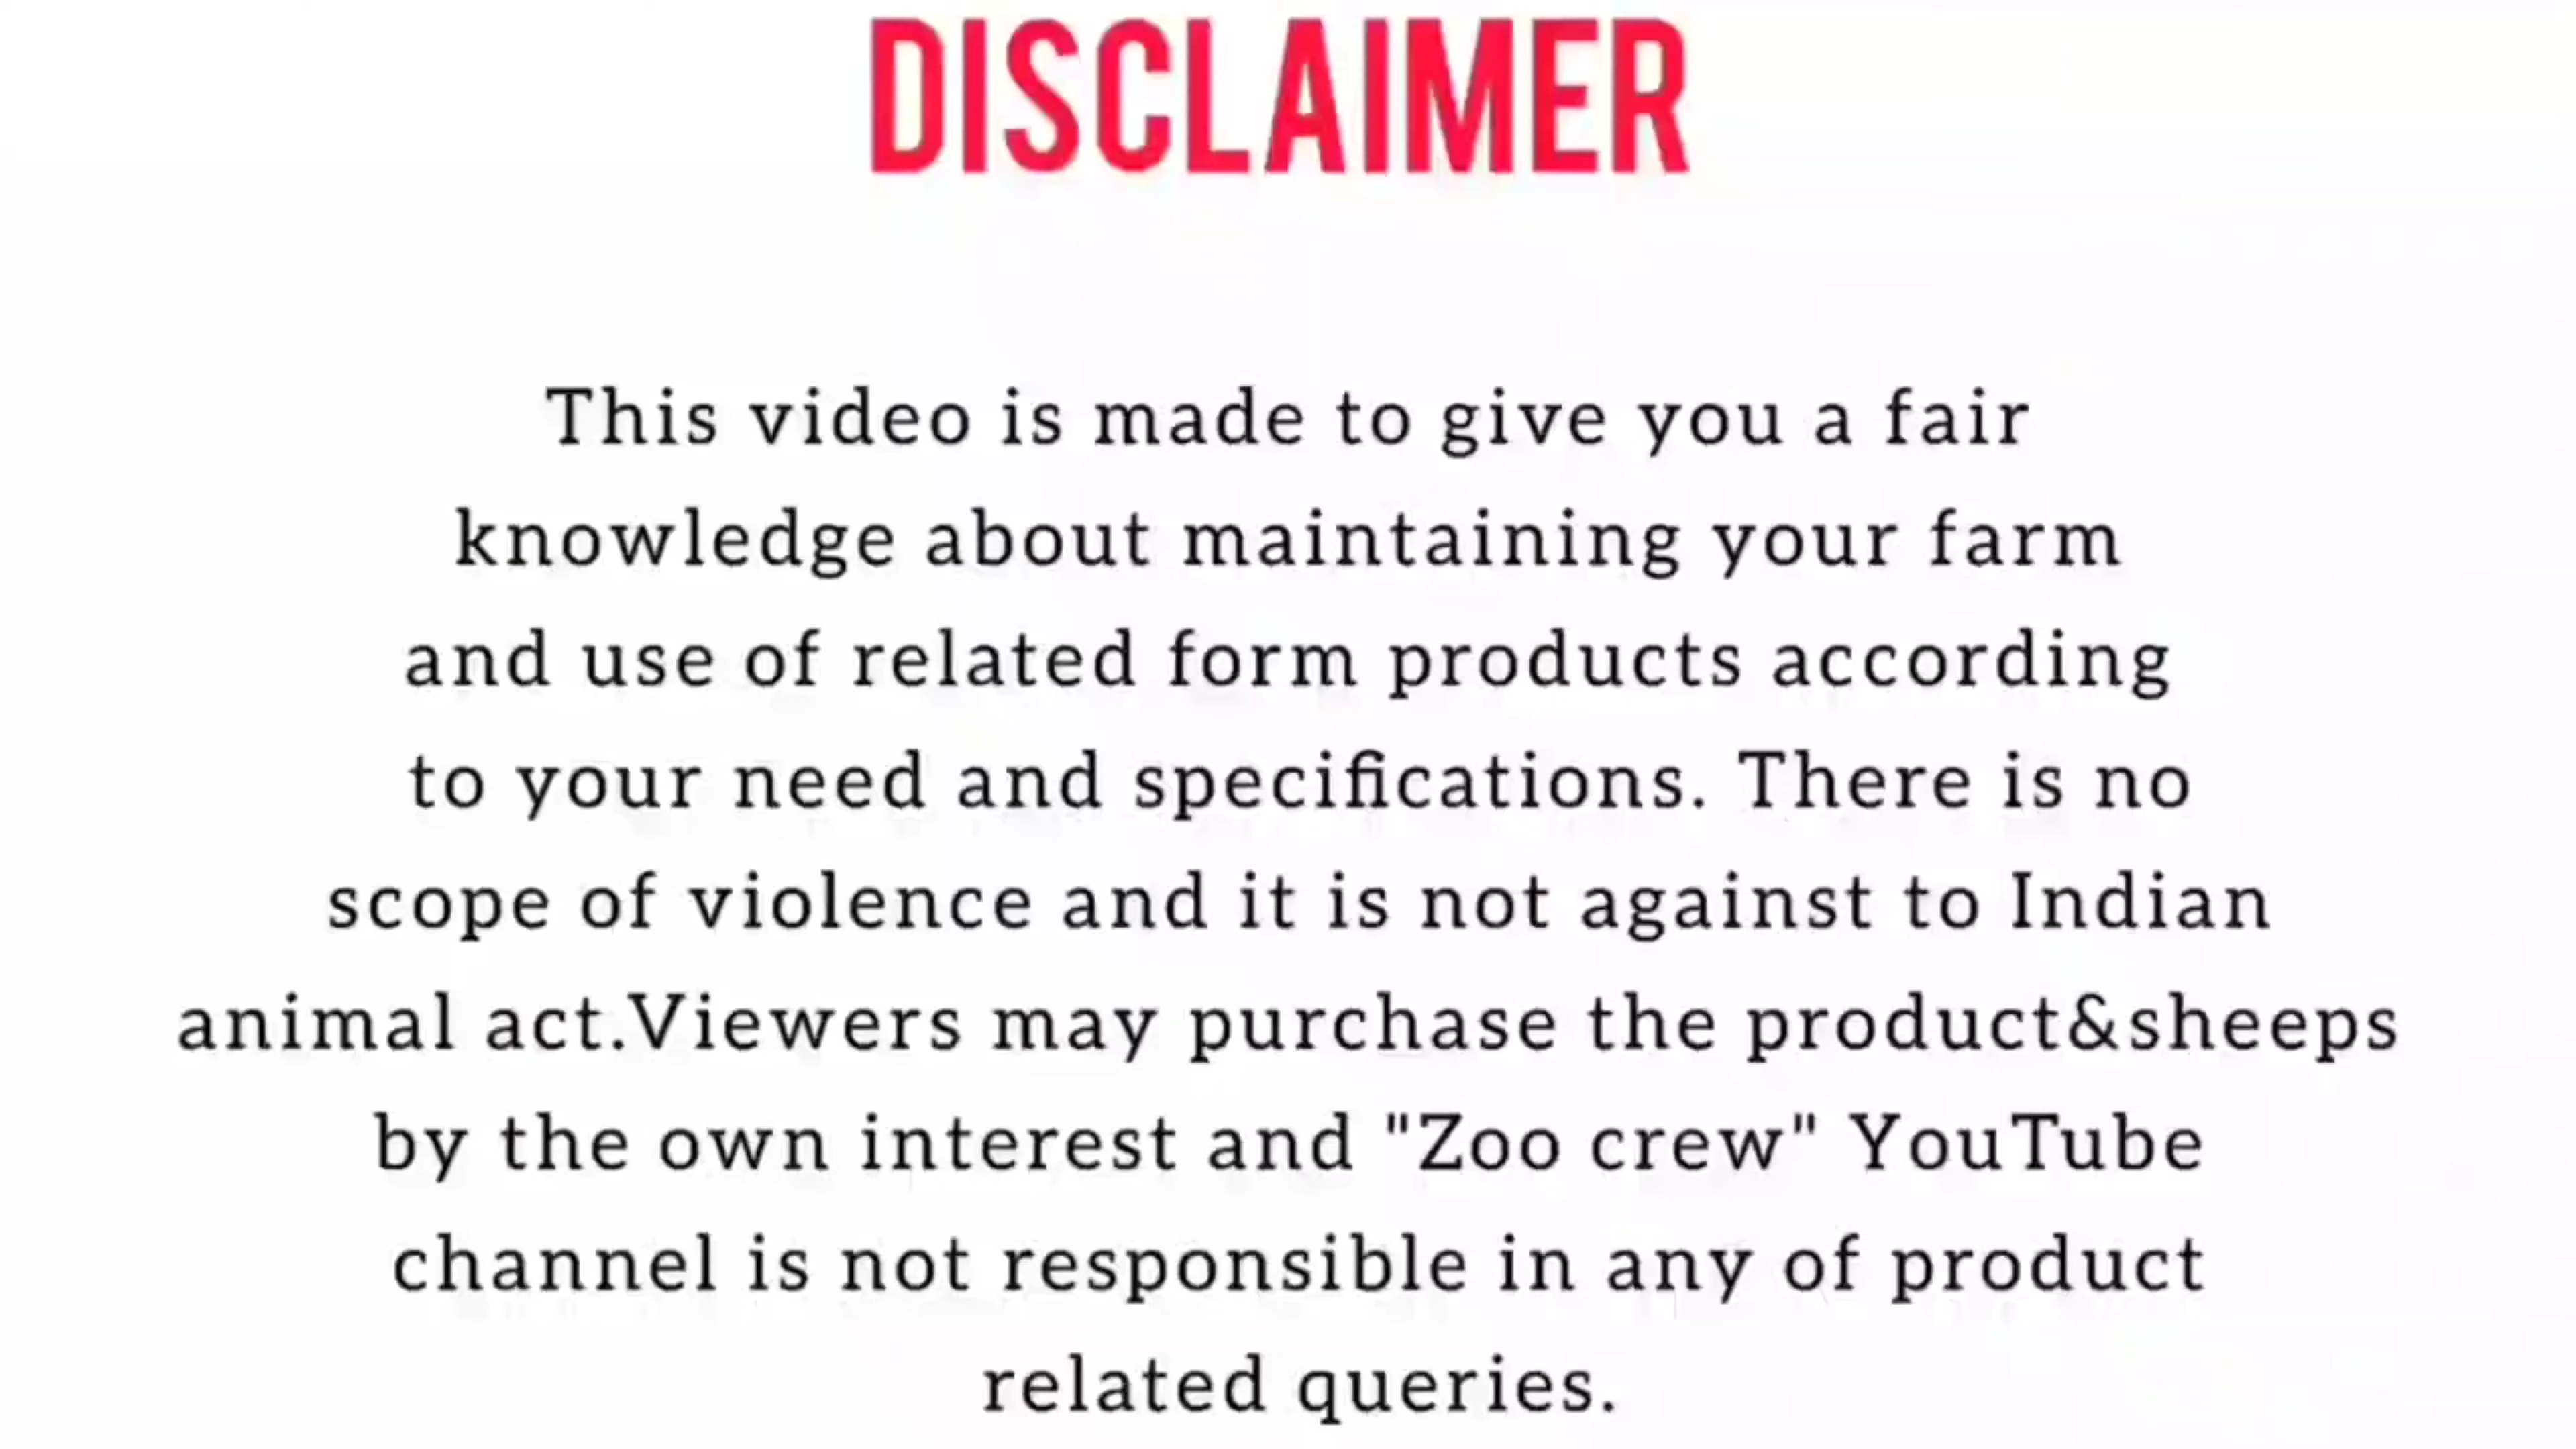 DISCLAIMER
This video is made to give you a fair
knowledge about maintaining your farm
and use of related form products according
to your need and specifications. There is no
scope of violence and it is not against to Indian
animal act.Viewers may purchase the product&sheeps
by the own interest and "Zoo crew" YouTube
channel is not responsible in any of product
related queries.